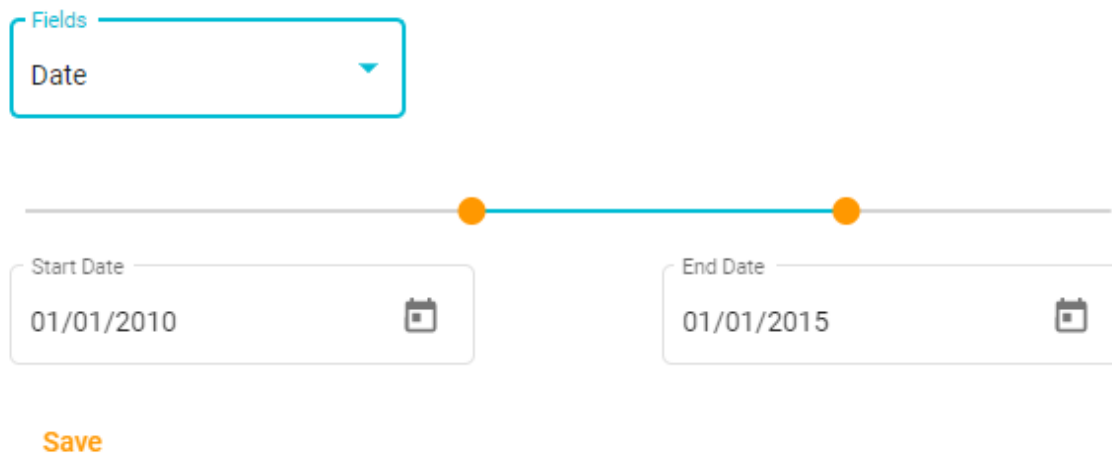 Fields
Date
Start Date
End Date
01/01/2010
01/01/2015
Save